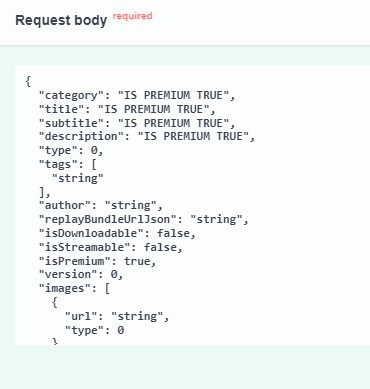 Request body required
{
  "category": "IS PREMIUM TRUE",
  "title": "IS PREMIUM TRUE",
  "subtitle": "IS PREMIUM TRUE",
  "description": "IS PREMIUM TRUE",
  "type": 0,
  "tags": [
    "string"
  ],
  "author": "string",
  "replayBundleUrlJson": "string",
  "isDownloadable": false,
  "isStreamable": false,
  "isPremium": true,
  "version": 0,
  "images": [
    {
      "url": "string",
      "type": 0
    }